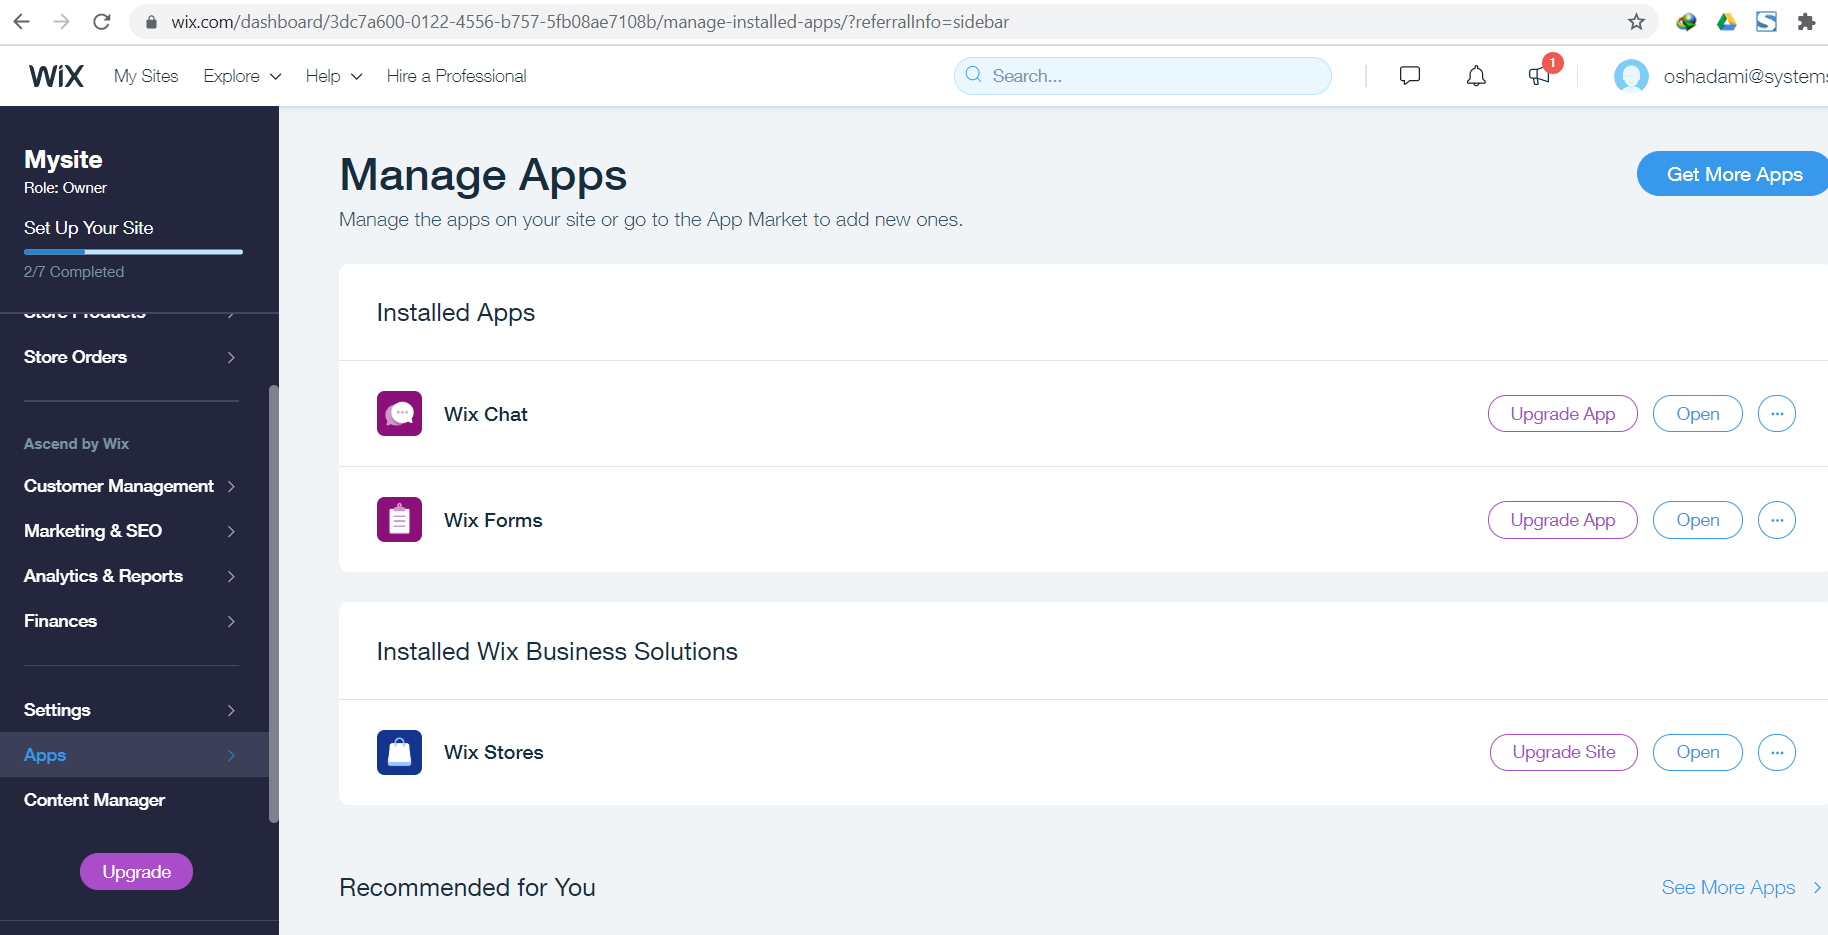 wix.com/dashboard/3dc7a600-0122-4556-b757-5fb08ae7108b/manage-installed-apps/?referralInfo=sidebar
WiX My Sites Explore Help Hire a Professional Search... 1 oshadami@systems
Mysite
Role: Owner
Set Up Your Site
2/7 Completed
Store Products
Store Orders
Ascend by Wix
Customer Management
Marketing & SEO
Analytics & Reports
Finances
Settings
Apps
Content Manager
Upgrade
Manage Apps
Get More Apps
Manage the apps on your site or go to the App Market to add new ones.
Installed Apps
Wix Chat Upgrade App Open ...
Wix Forms Upgrade App Open ...
Installed Wix Business Solutions
Wix Stores Upgrade Site Open ...
Recommended for You See More Apps